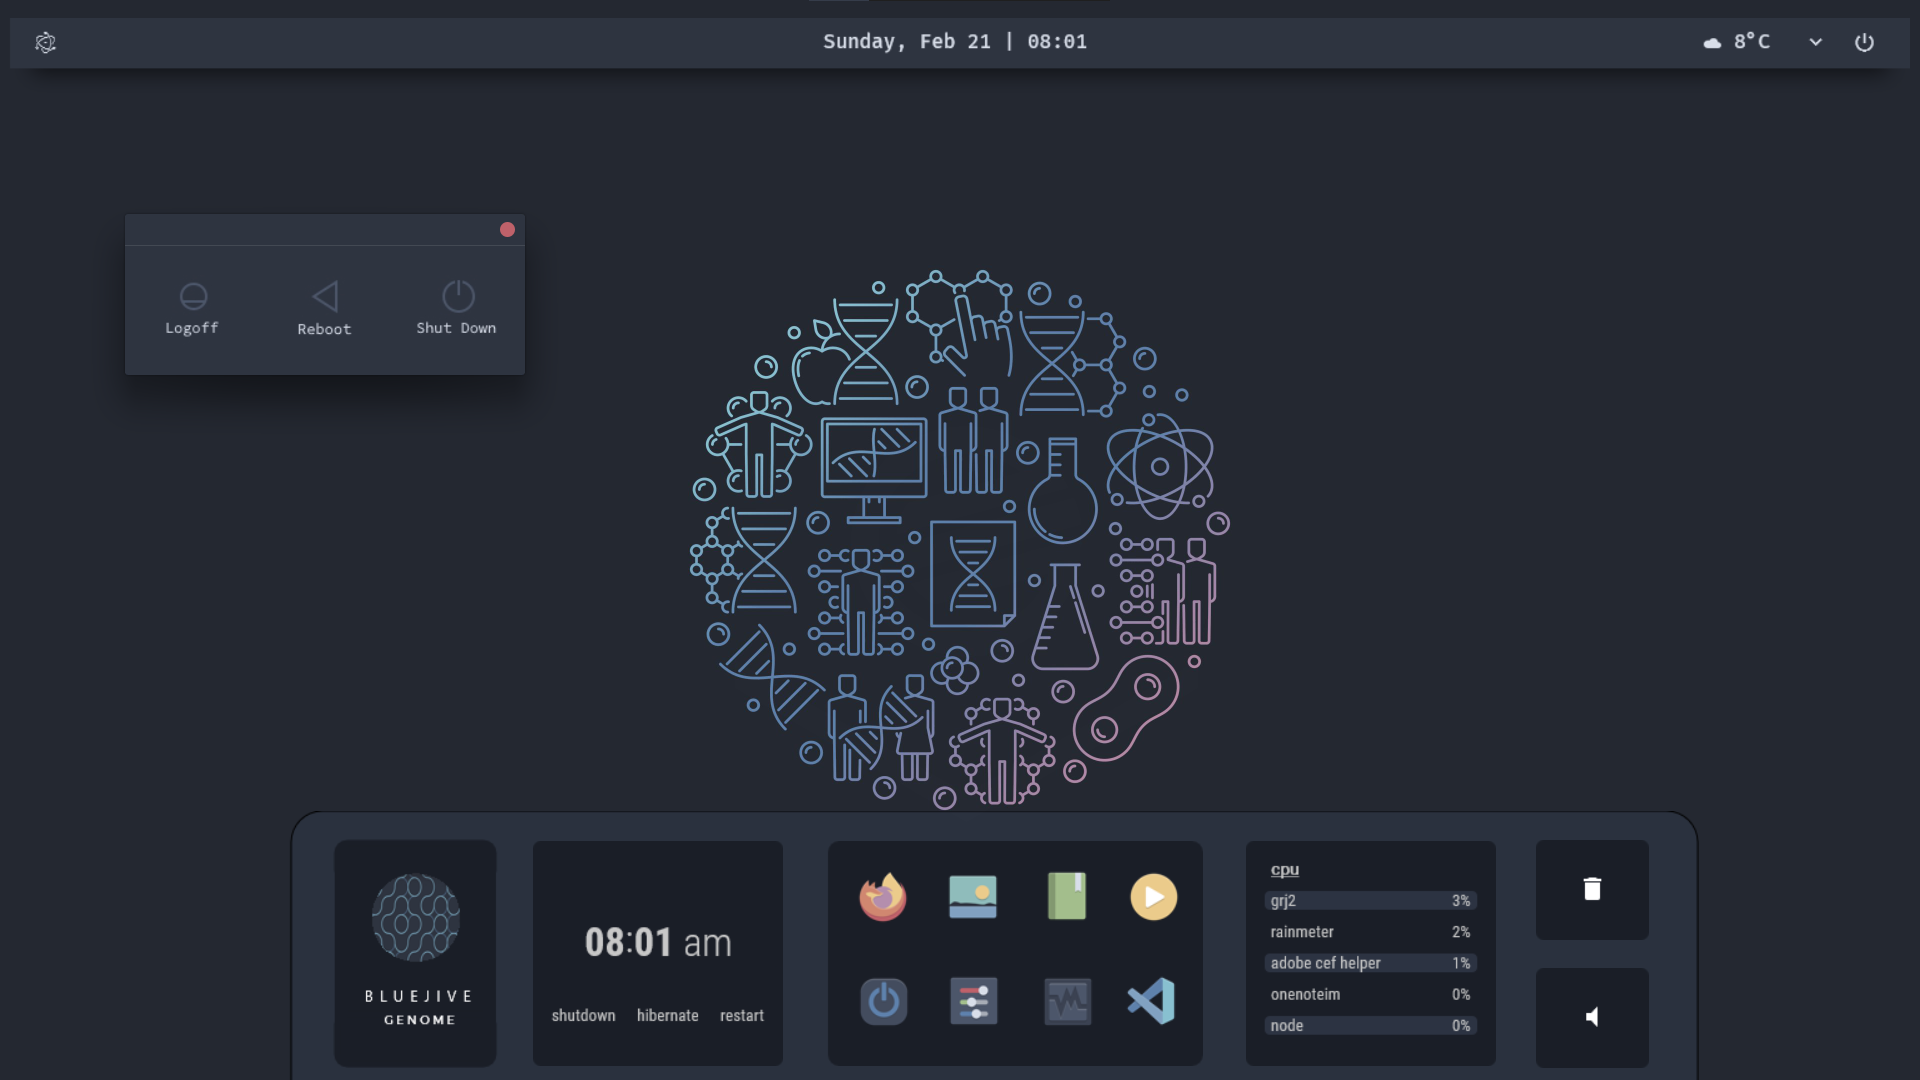 Sunday, Feb 21 | 08:01
8°C
Logoff
Reboot
Shut Down
BLUEJIVE
GENOME
08:01 am
shutdown hibernate restart
cpu
grj2 3%
rainmeter 2%
adobe cef helper 1%
onenoteim 0%
node 0%